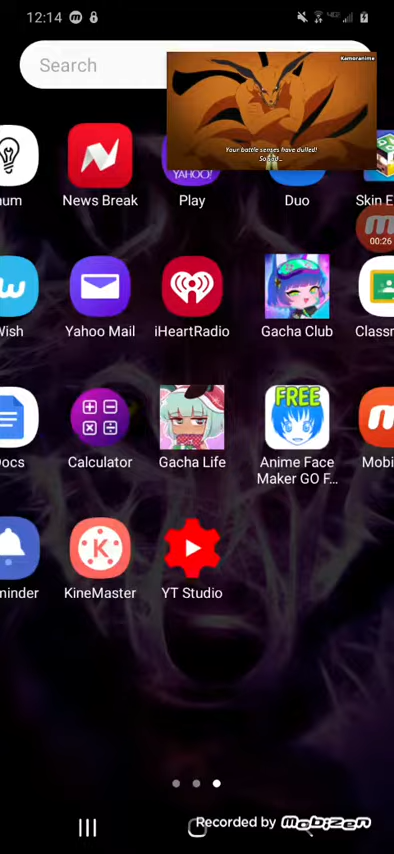 12:14
Search
Kamoranime
Your battle senses have dulled!
So sad...
um
News Break
YAHOO!
Play
Duo
Skin E
00:26
Wish
Yahoo Mail
iHeartRadio
Gacha Club
Classr
ocs
Calculator
Gacha Life
FREE
Anime Face
Maker GO F...
Mobi
minder
K
KineMaster
YT Studio
Recorded by Mobizen